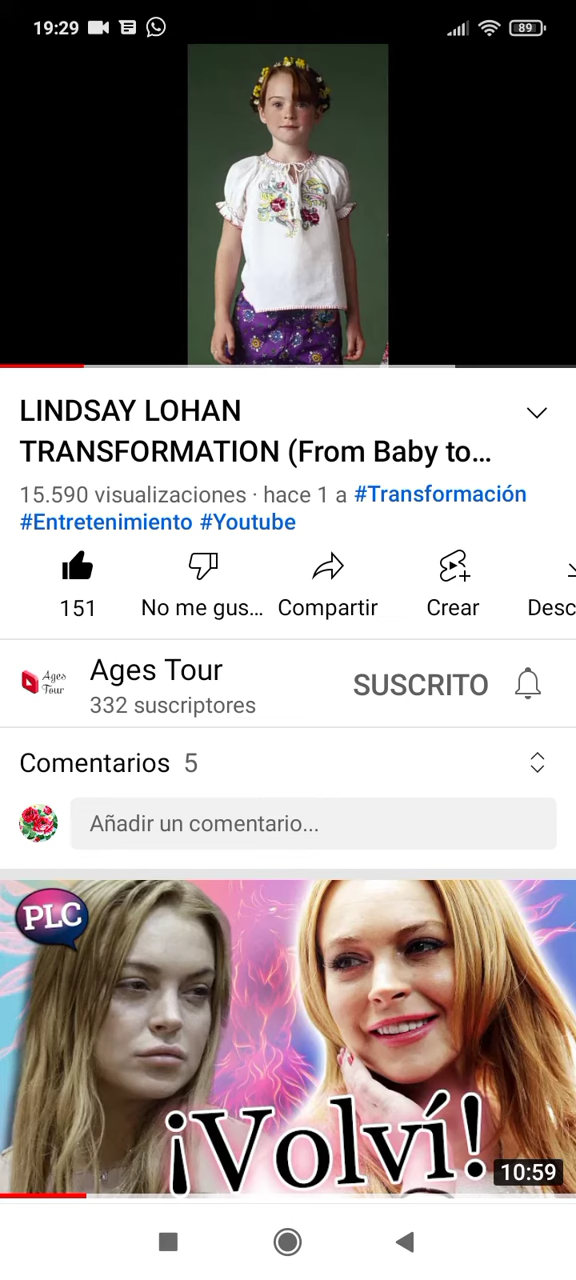 19:29
89
LINDSAY LOHAN
TRANSFORMATION (From Baby to...
15.590 visualizaciones · hace 1 a #Transformación
#Entretenimiento #Youtube
151 No me gus... Compartir Crear Desc
Ages Tour
Ages Tour
332 suscriptores
SUSCRITO
Comentarios 5
Añadir un comentario...
PLC
¡Volví!
10:59